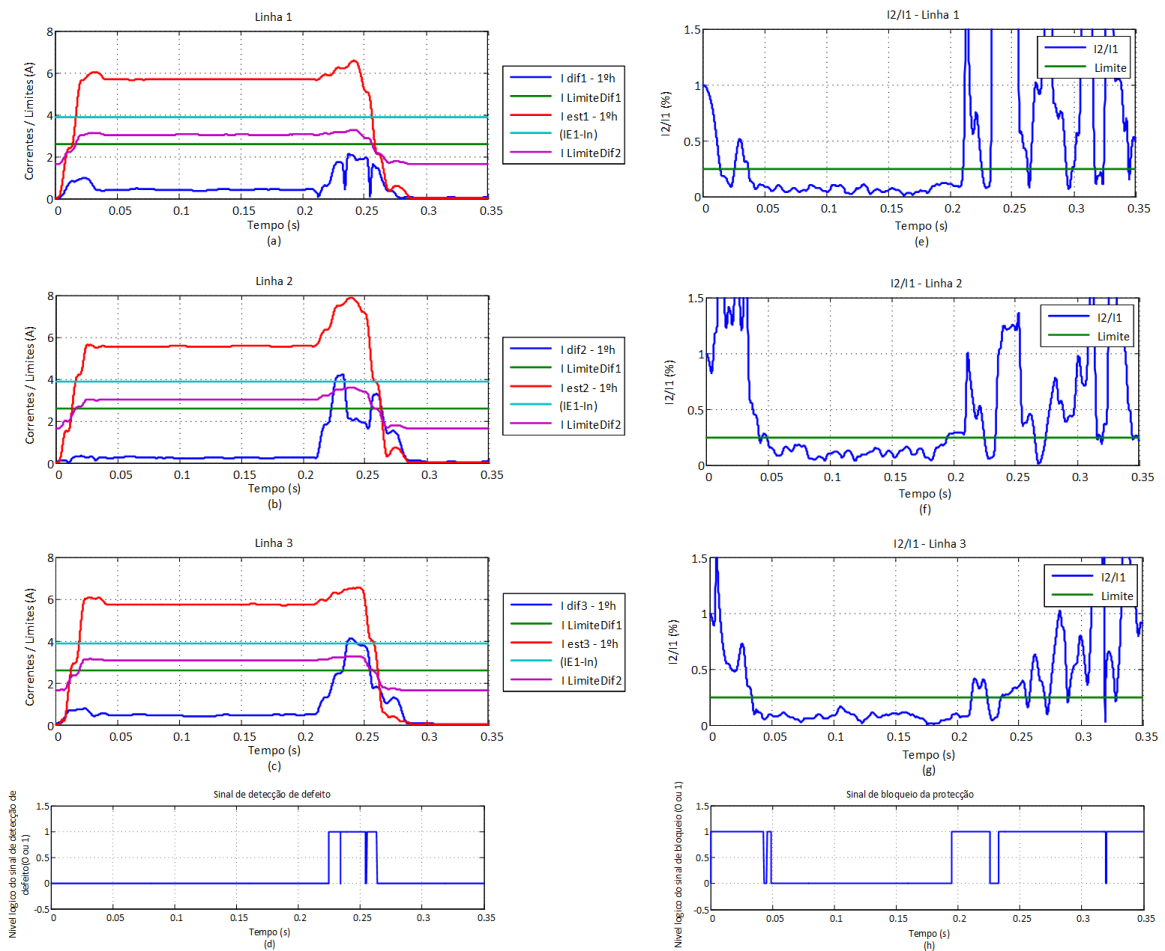 Linha 1
Correntes / Limites (A)
8
6
4
2
0
0 0.05 0.1 0.15 0.2 0.25 0.3 0.35
Tempo (s)
(a)
I dif1 - 1ºh
I LimiteDif1
I est1 - 1ºh
(IE1-In)
I LimiteDif2
I2/I1 - Linha 1
I2/I1 (%)
1.5
1
0.5
0
0 0.05 0.1 0.15 0.2 0.25 0.3 0.35
Tempo (s)
(e)
I2/I1
Limite
Linha 2
Correntes / Limites (A)
8
6
4
2
0
0 0.05 0.1 0.15 0.2 0.25 0.3 0.35
Tempo (s)
(b)
I dif2 - 1ºh
I LimiteDif1
I est2 - 1ºh
(IE1-In)
I LimiteDif2
I2/I1 - Linha 2
I2/I1 (%)
1.5
1
0.5
0
0 0.05 0.1 0.15 0.2 0.25 0.3 0.35
Tempo (s)
(f)
I2/I1
Limite
Linha 3
Correntes / Limites (A)
8
6
4
2
0
0 0.05 0.1 0.15 0.2 0.25 0.3 0.35
Tempo (s)
(c)
I dif3 - 1ºh
I LimiteDif1
I est3 - 1ºh
(IE1-In)
I LimiteDif2
I2/I1 - Linha 3
I2/I1 (%)
1.5
1
0.5
0
0 0.05 0.1 0.15 0.2 0.25 0.3 0.35
Tempo (s)
(g)
I2/I1
Limite
Sinal de detecção de defeito
Nível logico do sinal de detecção de
defeito(0 ou 1)
1.5
1
0.5
0
-0.5
0 0.05 0.1 0.15 0.2 0.25 0.3 0.35
Tempo (s)
(d)
Sinal de bloqueio da protecção
Nível logico do sinal de bloqueio (0 ou 1)
1.5
1
0.5
0
-0.5
0 0.05 0.1 0.15 0.2 0.25 0.3 0.35
Tempo (s)
(h)